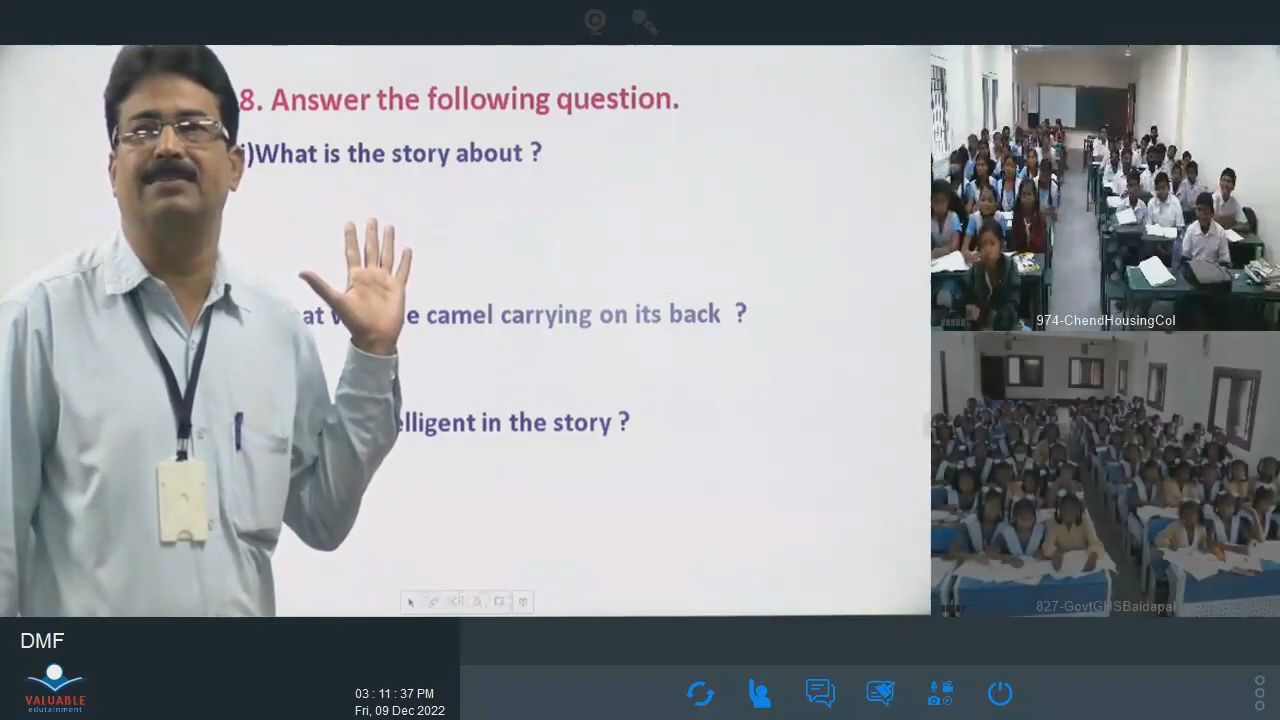 8. Answer the following question.
i)What is the story about ?
at w e camel carrying on its back ?
elligent in the story ?
974-ChendHousingCol
827-GovtGHSBaidapal
DMF
VALUABLE
edutainment
03 : 11 : 37 PM
Fri, 09 Dec 2022